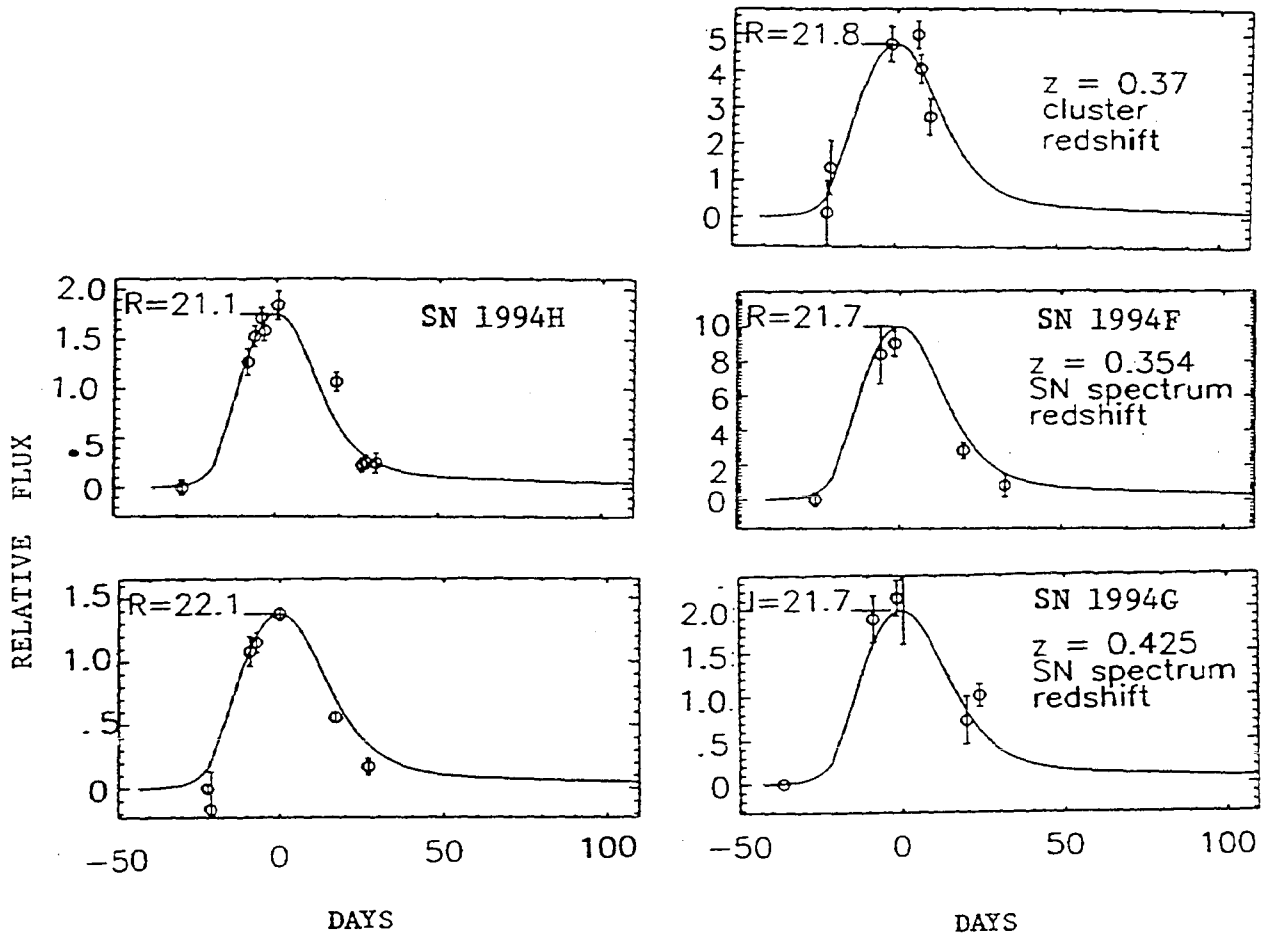 R=21.8
z = 0.37
cluster
redshift
5
4
3
2
1
0
R=21.1
SN 1994H
2.0
1.5
1.0
.5
0
R=21.7
SN 1994F
z = 0.354
SN spectrum
redshift
10
8
6
4
2
0
R=22.1
1.5
1.0
.5
0
-50
0
50
100
DAYS
I=21.7
SN 1994G
z = 0.425
SN spectrum
redshift
2.0
1.5
1.0
.5
0
-50
0
50
100
DAYS
RELATIVE FLUX